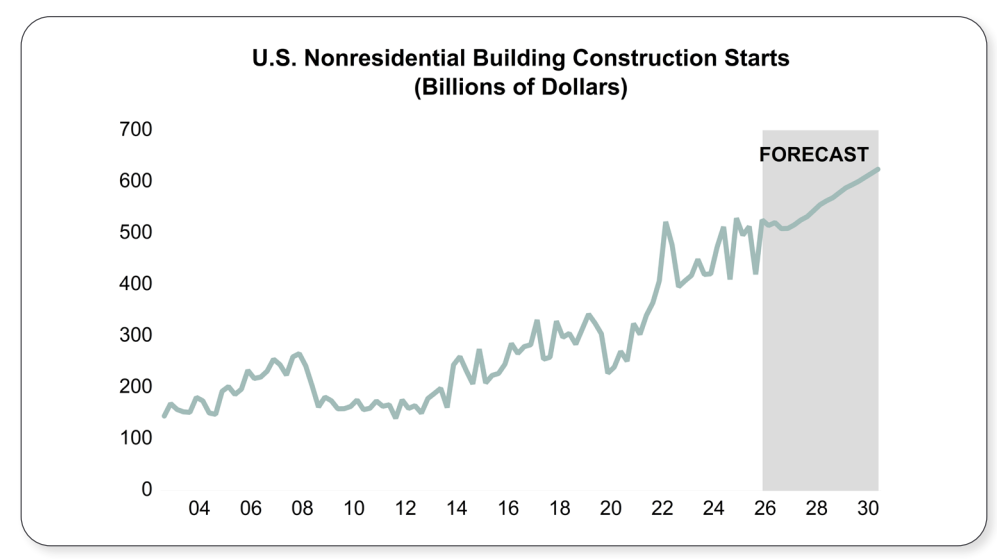 U.S. Nonresidential Building Construction Starts
(Billions of Dollars)
700
FORECAST
600
500
400
300
200
100
0
04 06 08 10 12 14 16 18 20 22 24 26 28 30